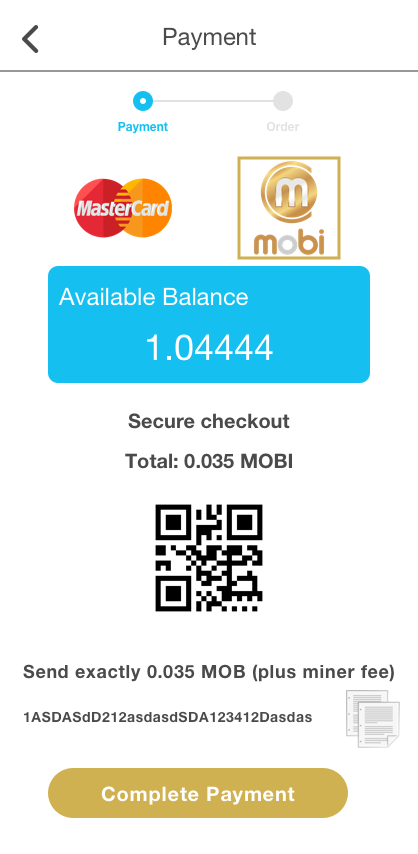 Payment
Payment
Order
MasterCard
m
mobi
Available Balance
1.04444
Secure checkout
Total: 0.035 MOBI
Send exactly 0.035 MOB (plus miner fee)
1ASDASdD212asdasdSDA123412Dasdas
Complete Payment